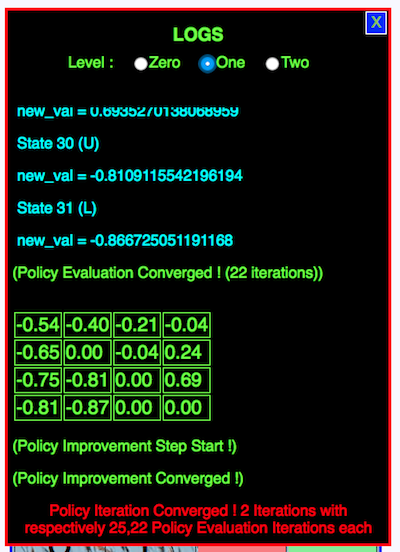 X
LOGS
Level : Zero One Two
new_val = 0.6935270138068959
State 30 (U)
new_val = -0.8109115542196194
State 31 (L)
new_val = -0.866725051191168
(Policy Evaluation Converged ! (22 iterations))
-0.54 -0.40 -0.21 -0.04
-0.65 0.00 -0.04 0.24
-0.75 -0.81 0.00 0.69
-0.81 -0.87 0.00 0.00
(Policy Improvement Step Start !)
(Policy Improvement Converged !)
Policy Iteration Converged ! 2 Iterations with
respectively 25,22 Policy Evaluation Iterations each